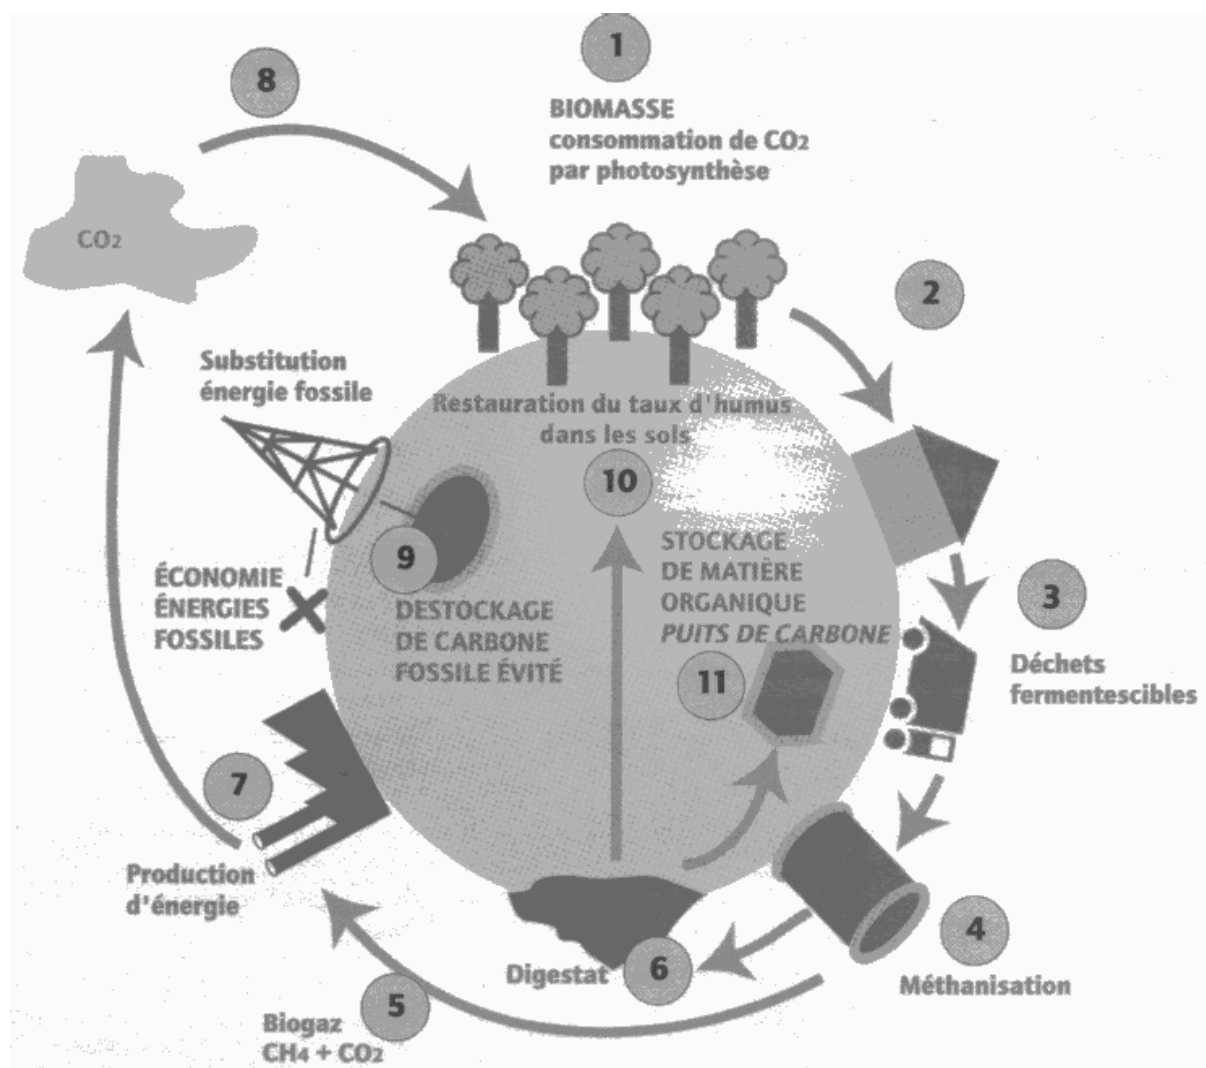 1
BIOMASSE
consommation de CO2
par photosynthèse
8
CO2
2
Substitution
énergie fossile
Restauration du taux d'humus
dans les sols
10
9
STOCKAGE
DE MATIÈRE
ORGANIQUE
PUITS DE CARBONE
11
ÉCONOMIE
ÉNERGIES
FOSSILES
DESTOCKAGE
DE CARBONE
FOSSILE ÉVITÉ
3
Déchets
fermentescibles
7
Production
d'énergie
4
Méthanisation
Digestat
6
5
Biogaz
CH4 + CO2